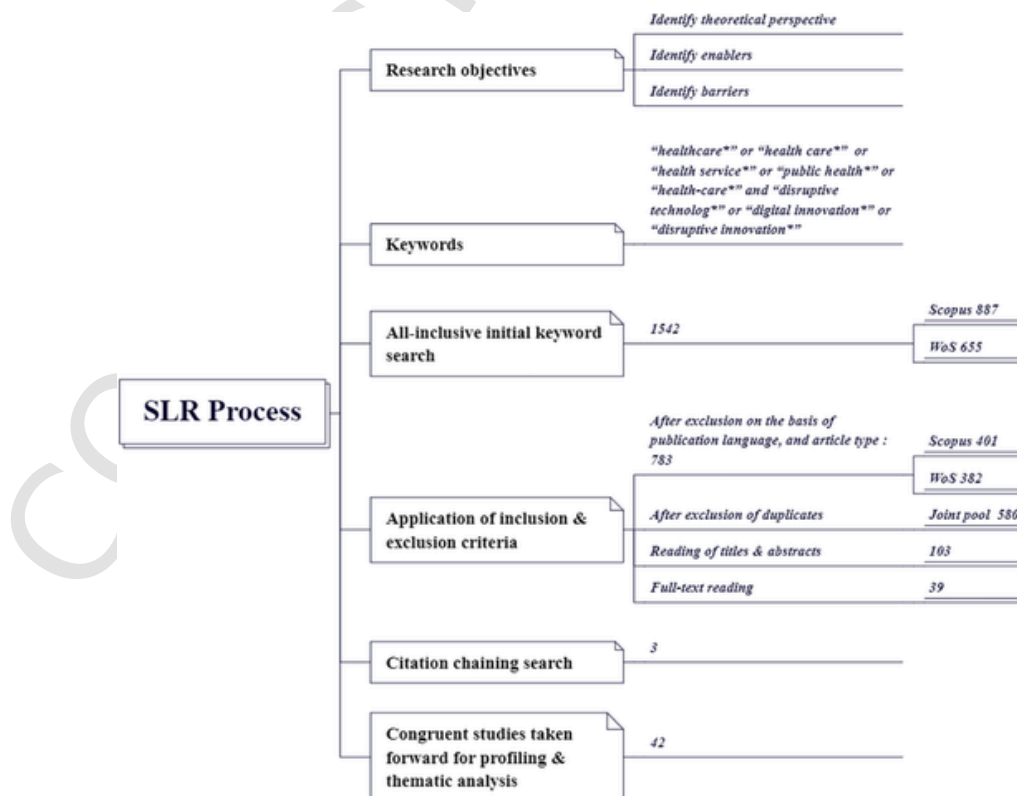 SLR Process
Research objectives
Identify theoretical perspective
Identify enablers
Identify barriers
Keywords
“healthcare*” or “health care*” or
“health service*” or “public health*” or
“health-care*” and “disruptive
technolog*” or “digital innovation*” or
“disruptive innovation*”
All-inclusive initial keyword
search
1542
Scopus 887
WoS 655
Application of inclusion &
exclusion criteria
After exclusion on the basis of
publication language, and article type :
783
Scopus 401
WoS 382
After exclusion of duplicates
Joint pool 580
Reading of titles & abstracts
103
Full-text reading
39
Citation chaining search
3
Congruent studies taken
forward for profiling &
thematic analysis
42